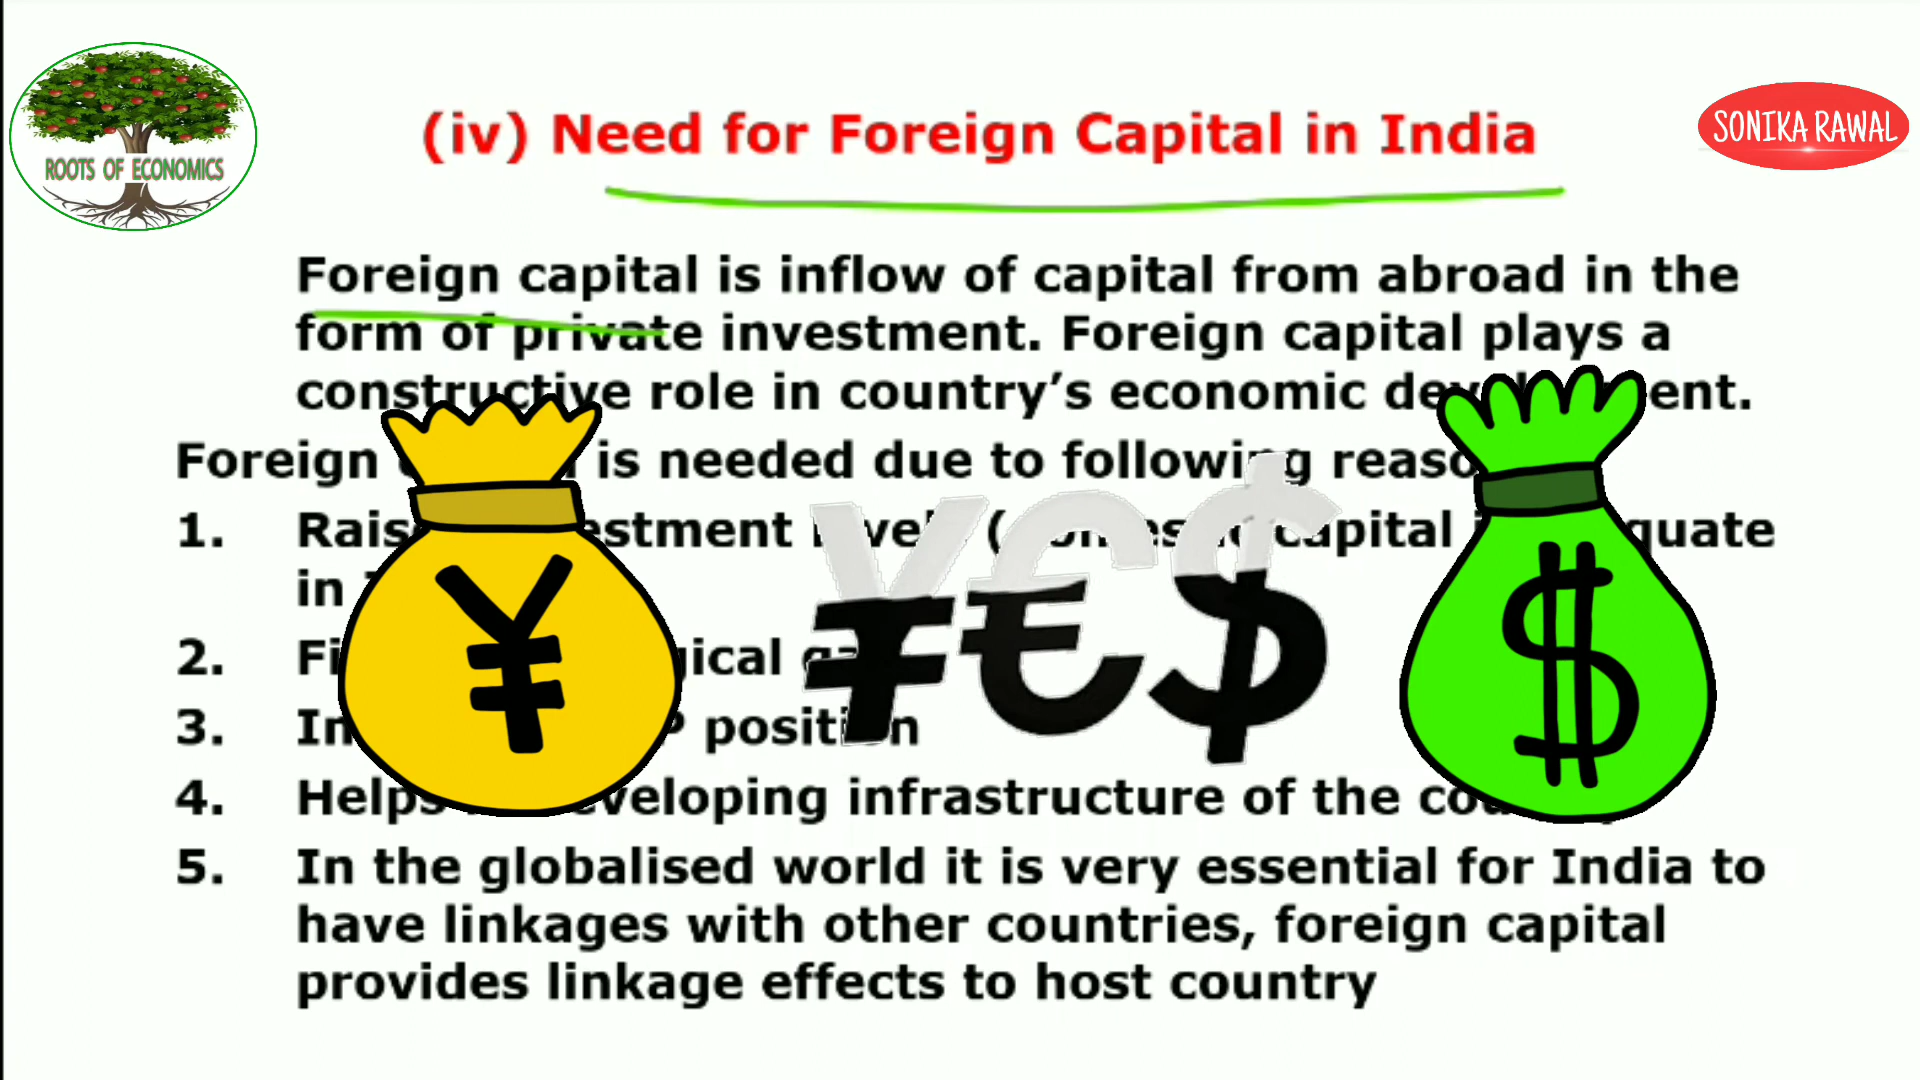 ROOTS OF ECONOMICS
(iv) Need for Foreign Capital in India
SONIKA RAWAL
Foreign capital is inflow of capital from abroad in the
form of private investment. Foreign capital plays a
constructive role in country’s economic
Foreign is needed due to following
1. capital
in
2.
3. position
4. Helps infrastructure of the
5. In the globalised world it is very essential for India to
have linkages with other countries, foreign capital
provides linkage effects to host country
¥
¥€$
$